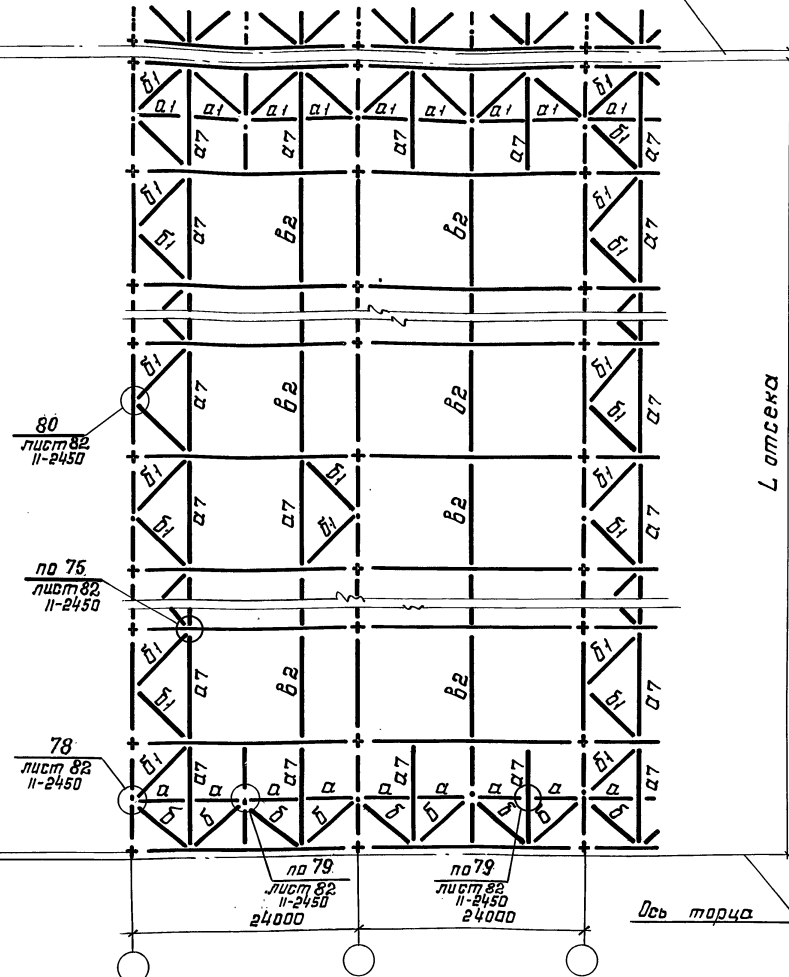 б1 б1
а1 а1 а1 а1 а1 а1 а1 а1 а1
а7 а7 а7 а7 а7
б1 б1
а7 в2 в2 а7
б1 б1
б1 б1
а7 в2 в2 а7
б1
80
лист 82
II-2450
б1 б1 б1
а7 а7 в2 а7
б1 б1 б1
L отсека
по 75
лист 82
II-2450
б1 б1
а7 в2 в2 а7
б1 б1
78
лист 82
II-2450
б1 а7 а7 а7 а7 б1 а7
а а а а а а а а а
б б б б б б б б
по 79
лист 82
II-2450
24000
по 79
лист 82
II-2450
24000
Ось торца